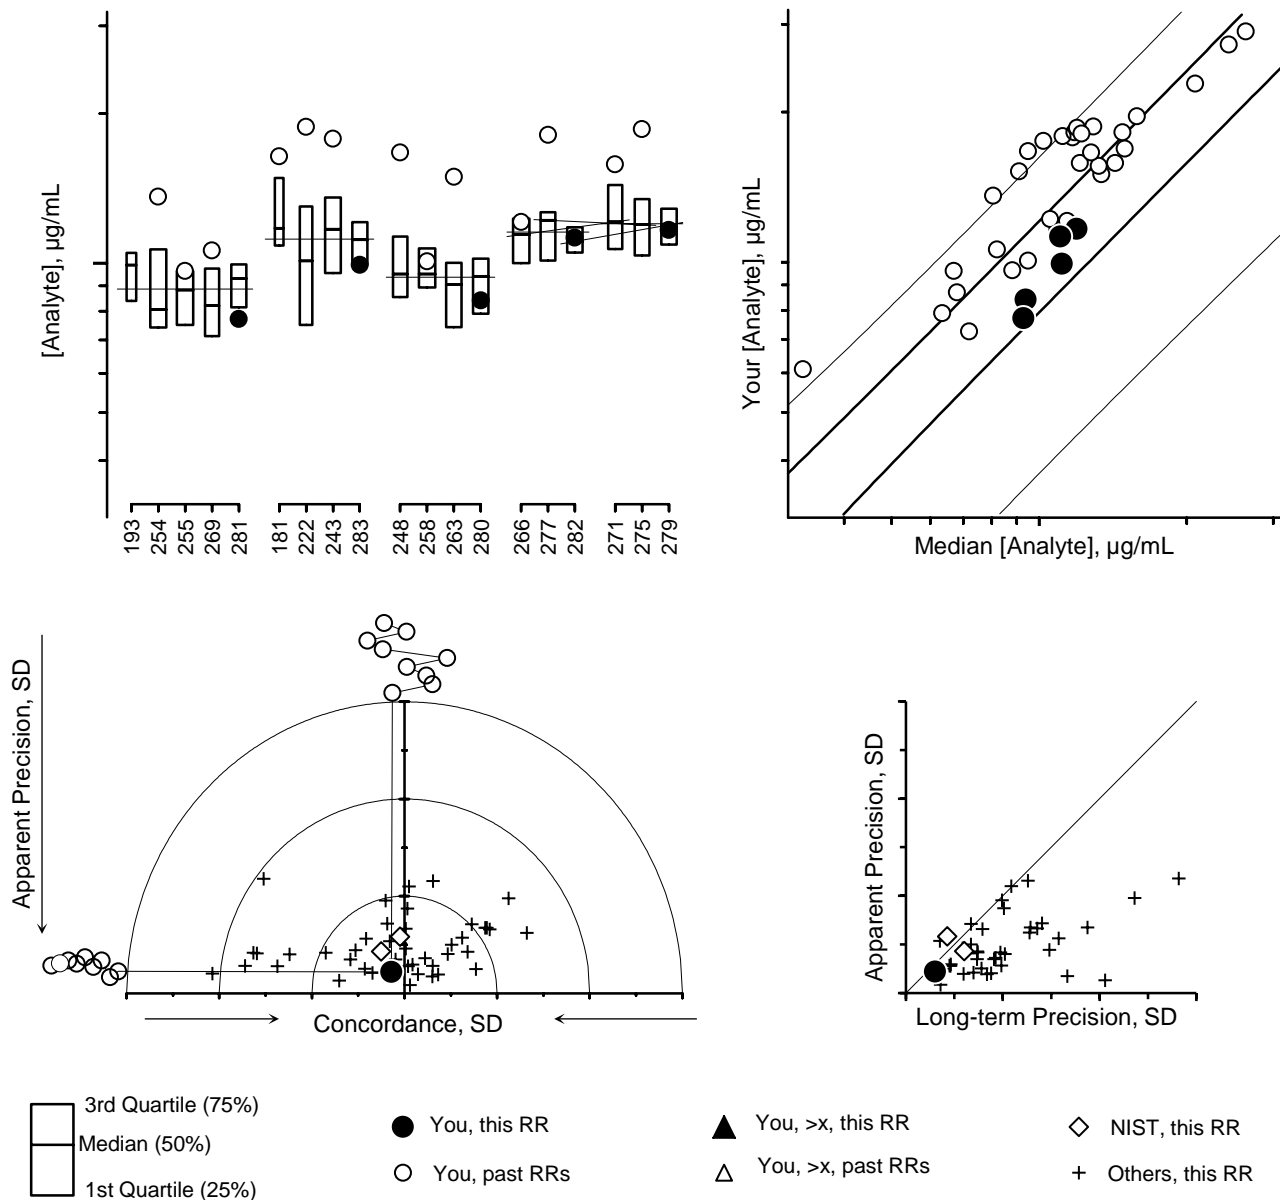 [Analyte], µg/mL
193
254
255
269
281
181
222
243
283
248
258
263
280
266
277
282
271
275
279
Your [Analyte], µg/mL
Median [Analyte], µg/mL
Apparent Precision, SD
Concordance, SD
Apparent Precision, SD
Long-term Precision, SD
3rd Quartile (75%)
Median (50%)
1st Quartile (25%)
You, this RR
You, past RRs
You, >x, this RR
You, >x, past RRs
NIST, this RR
Others, this RR